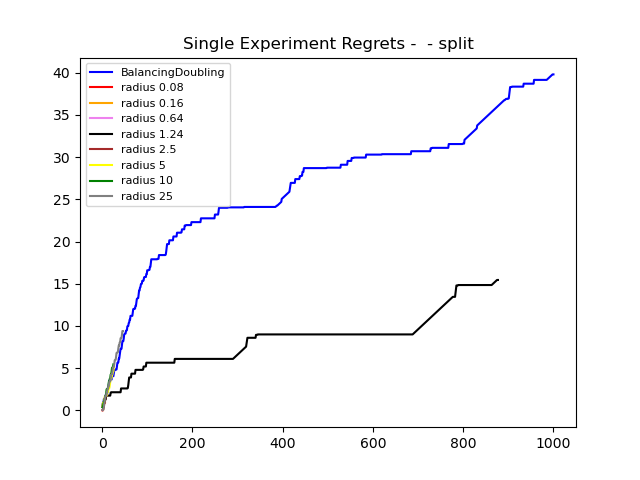 Single Experiment Regrets -  - split
BalancingDoubling
radius 0.08
radius 0.16
radius 0.64
radius 1.24
radius 2.5
radius 5
radius 10
radius 25
40
35
30
25
20
15
10
5
0
0 200 400 600 800 1000